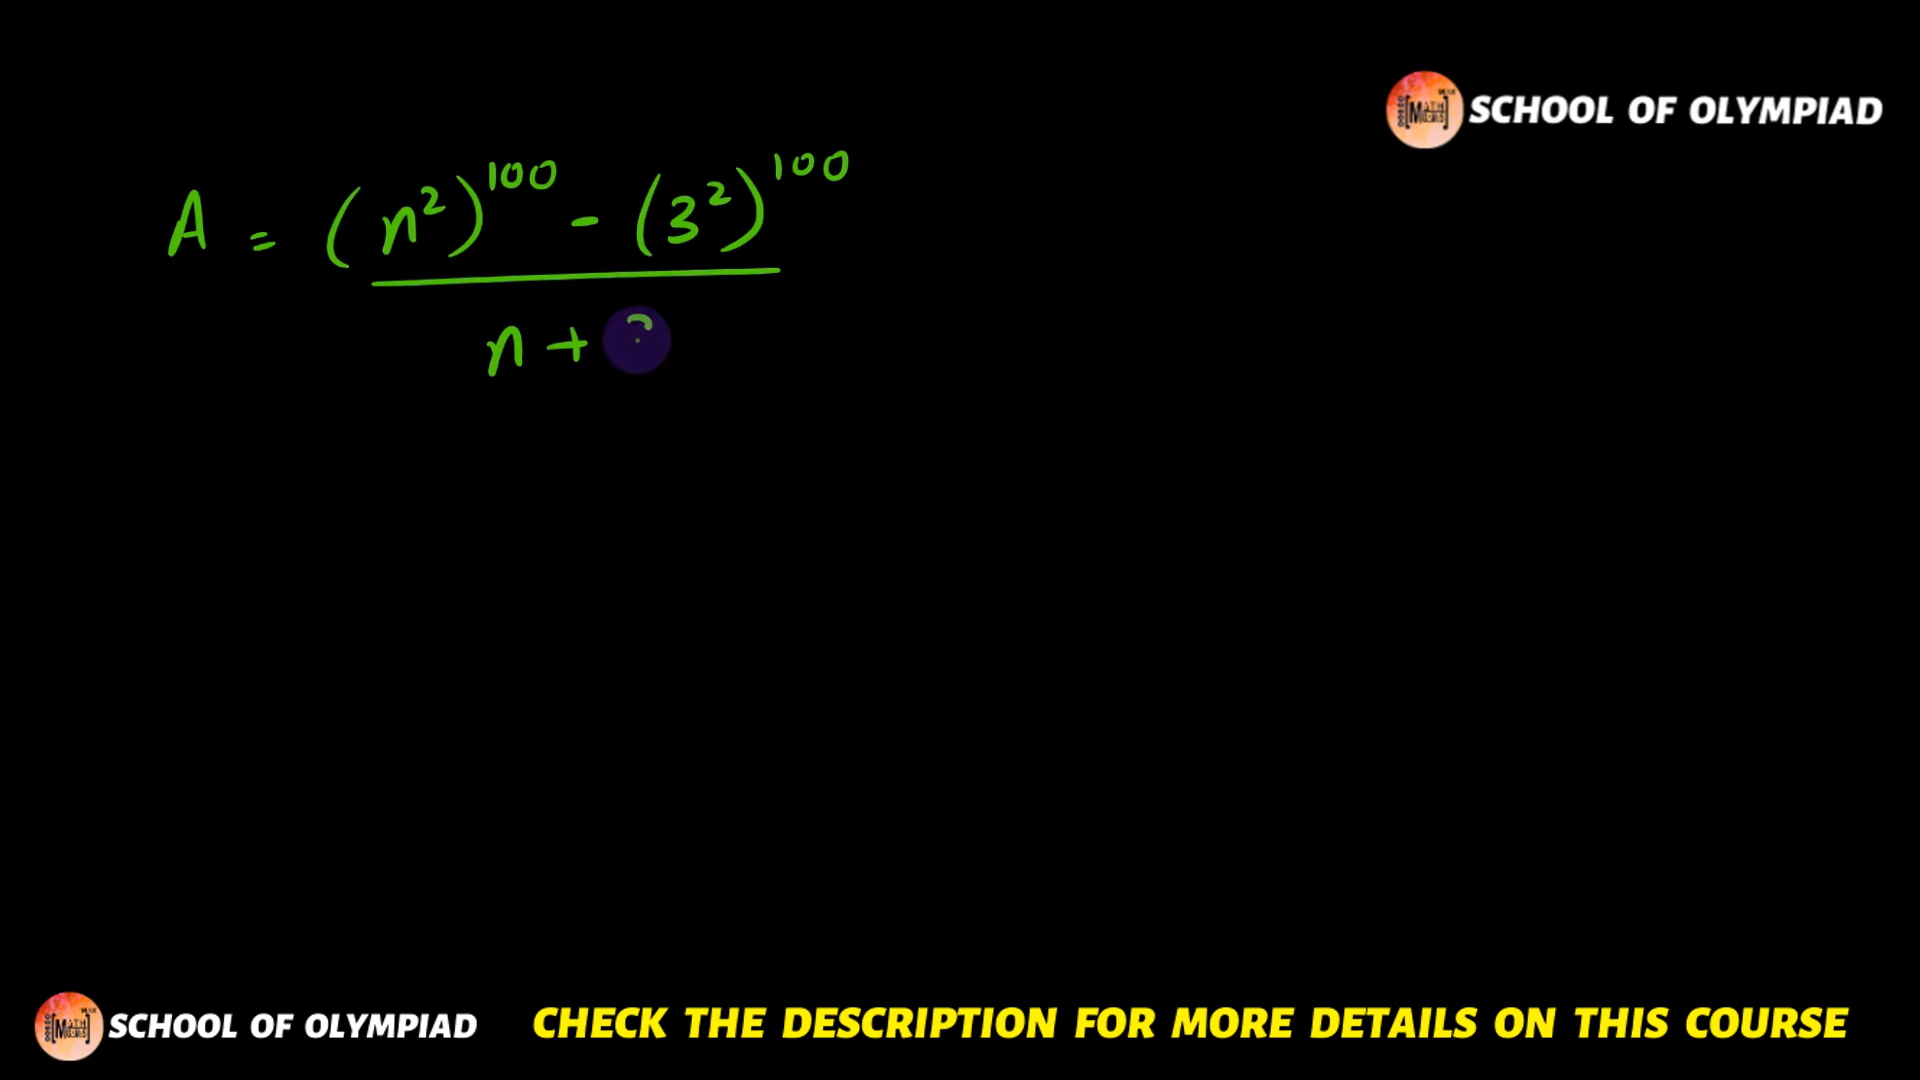 SCHOOL OF OLYMPIAD
A = (n²)¹⁰⁰ - (3²)¹⁰⁰
n +
SCHOOL OF OLYMPIAD CHECK THE DESCRIPTION FOR MORE DETAILS ON THIS COURSE